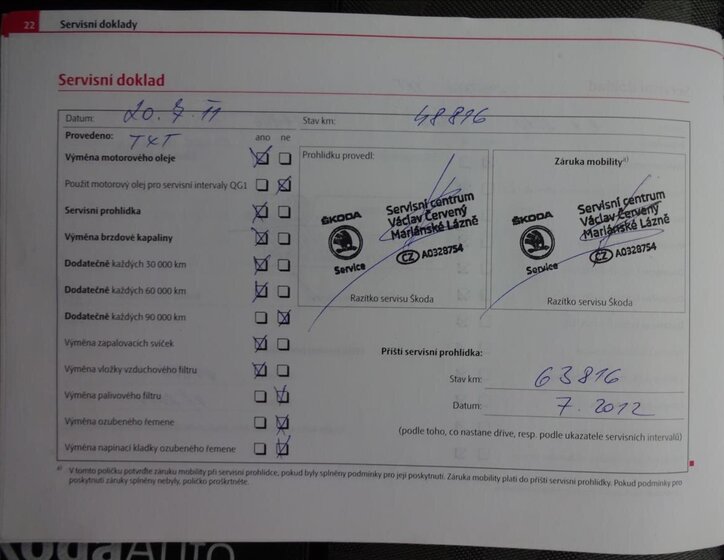 22 Servisní doklady
Servisní doklad
Datum: 20. 7. 11
Stav km: 48816
Provedeno: TXT ano ne
Výměna motorového oleje
Použit motorový olej pro servisní intervaly QG1
Servisní prohlídka
Výměna brzdové kapaliny
Dodatečně každých 30 000 km
Dodatečně každých 60 000 km
Dodatečně každých 90 000 km
Výměna zapalovacích svíček
Výměna vložky vzduchového filtru
Výměna palivového filtru
Výměna ozubeného řemene
Výměna napínací kladky ozubeného řemene
Prohlídku provedl:
ŠKODA
Service
Servisní centrum
Václav Červený
Mariánské Lázně
CZ A0328754
Razítko servisu Škoda
Záruka mobility a)
ŠKODA
Service
Servisní centrum
Václav Červený
Mariánské Lázně
CZ A0328754
Razítko servisu Škoda
Příští servisní prohlídka:
Stav km: 63816
Datum: 7. 2012
(podle toho, co nastane dříve, resp. podle ukazatele servisních intervalů)
a) V tomto políčku potvrďte záruku mobility při servisní prohlídce, pokud byly splněny podmínky pro její poskytnutí. Záruka mobility platí do příští servisní prohlídky. Pokud podmínky pro
poskytnutí záruky splněny nebyly, políčko proškrtněte.
ŠkodaAuto